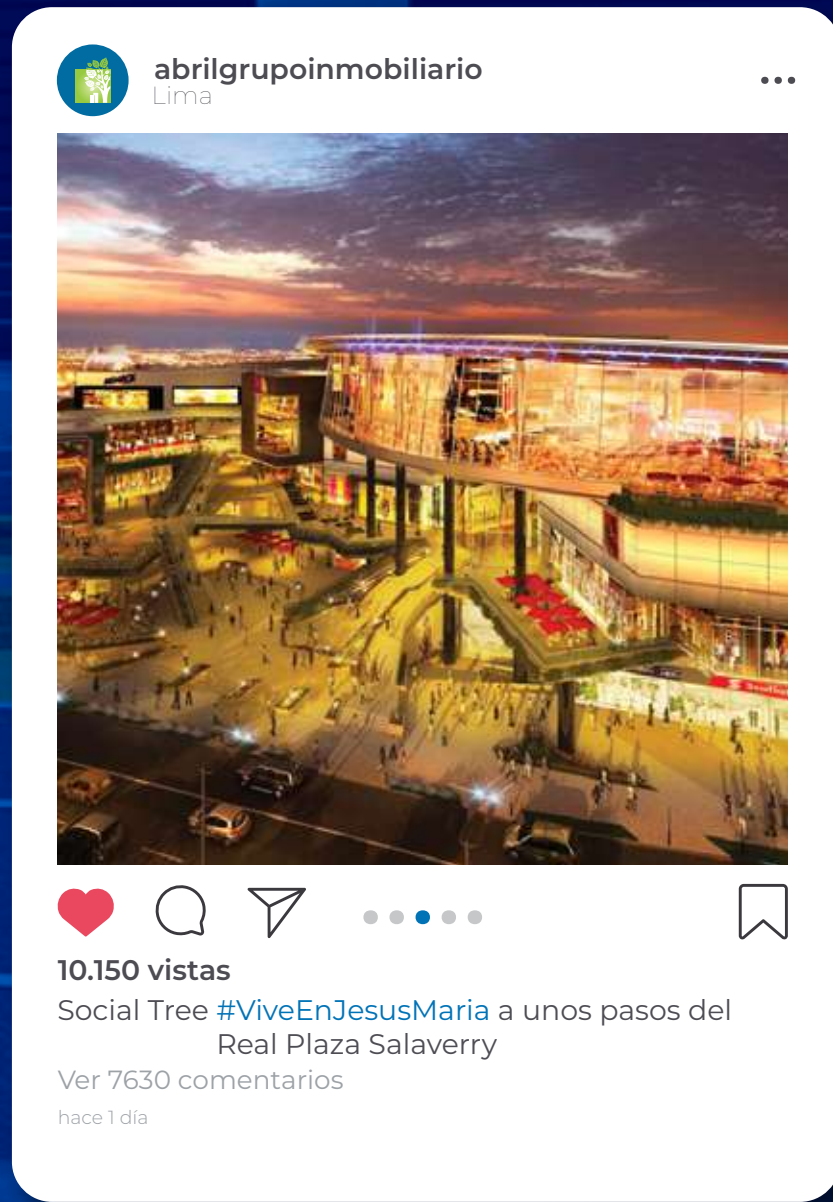 abrilgrupoinmobiliario
Lima
10.150 vistas
Social Tree #ViveEnJesusMaria a unos pasos del
Real Plaza Salaverry
Ver 7630 comentarios
hace 1 día